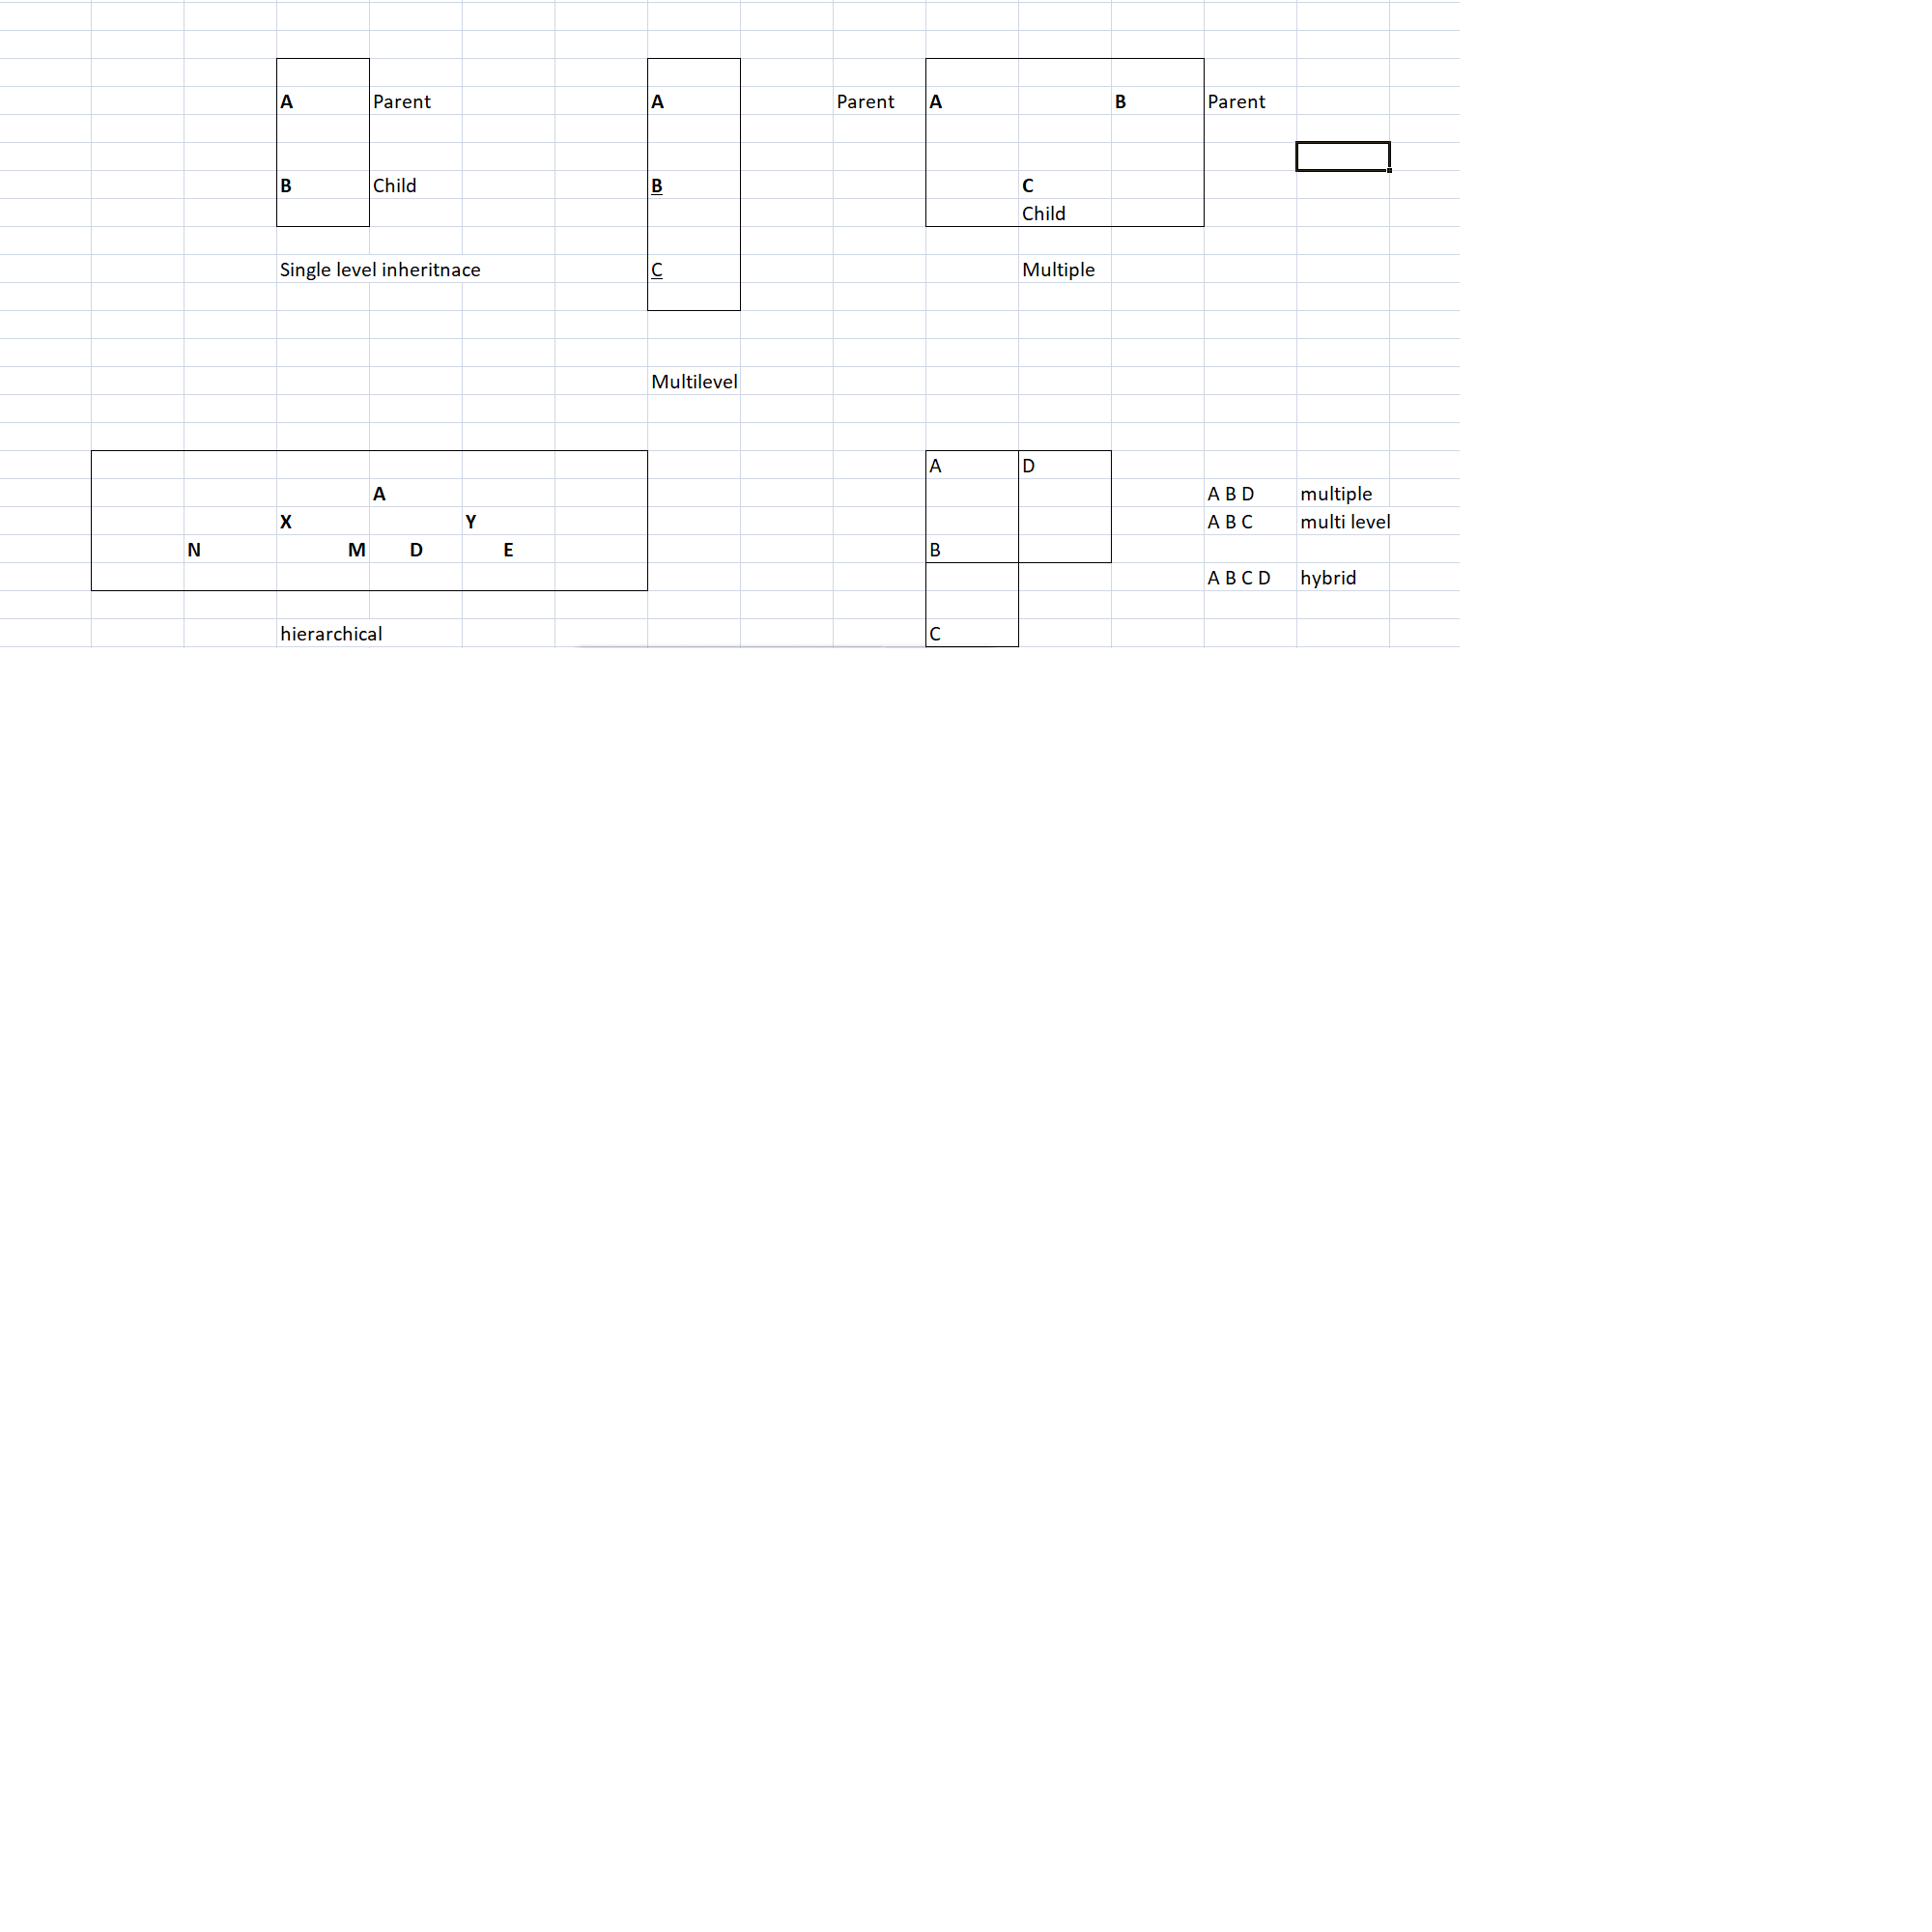 A Parent A Parent A B Parent
B Child B C
Child
Single level inheritnace C Multiple
Multilevel
A D
A A B D multiple
X Y A B C multi level
N M D E B
A B C D hybrid
hierarchical C